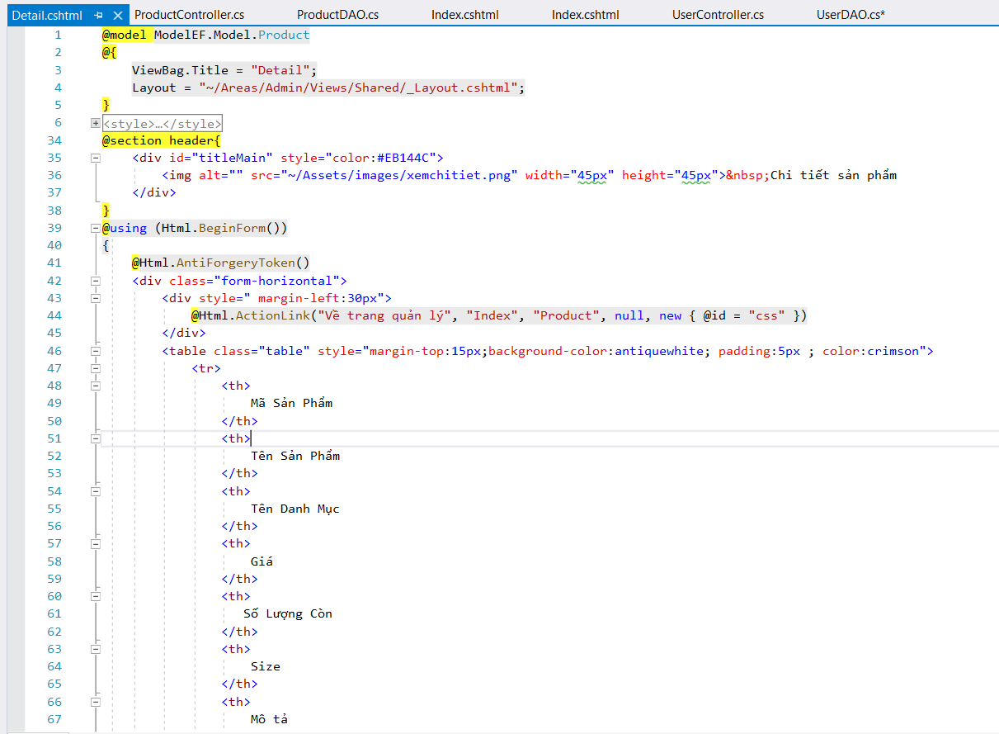 Detail.cshtml ProductController.cs ProductDAO.cs Index.cshtml Index.cshtml UserController.cs UserDAO.cs*
1 @model ModelEF.Model.Product
2 @{
3 ViewBag.Title = "Detail";
4 Layout = "~/Areas/Admin/Views/Shared/_Layout.cshtml";
5 }
6 <style>…</style>
34 @section header{
35 <div id="titleMain" style="color:#EB144C">
36 <img alt="" src="~/Assets/images/xemchitiet.png" width="45px" height="45px">&nbsp;Chi tiết sản phẩm
37 </div>
38 }
39 @using (Html.BeginForm())
40 {
41 @Html.AntiForgeryToken()
42 <div class="form-horizontal">
43 <div style=" margin-left:30px">
44 @Html.ActionLink("Về trang quản lý", "Index", "Product", null, new { @id = "css" })
45 </div>
46 <table class="table" style="margin-top:15px;background-color:antiquewhite; padding:5px ; color:crimson">
47 <tr>
48 <th>
49 Mã Sản Phẩm
50 </th>
51 <th>
52 Tên Sản Phẩm
53 </th>
54 <th>
55 Tên Danh Mục
56 </th>
57 <th>
58 Giá
59 </th>
60 <th>
61 Số Lượng Còn
62 </th>
63 <th>
64 Size
65 </th>
66 <th>
67 Mô tả